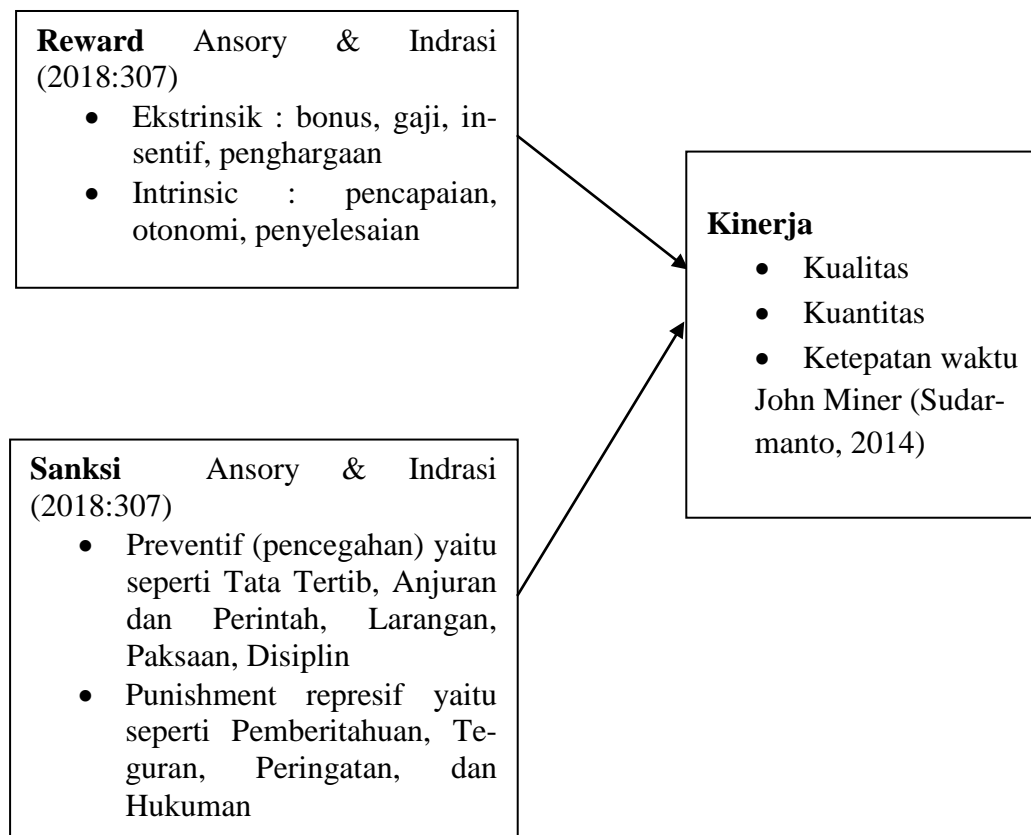 Reward Ansory & Indrasi
(2018:307)
• Ekstrinsik : bonus, gaji, in-
sentif, penghargaan
• Intrinsic : pencapaian,
otonomi, penyelesaian
Kinerja
• Kualitas
• Kuantitas
• Ketepatan waktu
John Miner (Sudar-
manto, 2014)
Sanksi Ansory & Indrasi
(2018:307)
• Preventif (pencegahan) yaitu
seperti Tata Tertib, Anjuran
dan Perintah, Larangan,
Paksaan, Disiplin
• Punishment represif yaitu
seperti Pemberitahuan, Te-
guran, Peringatan, dan
Hukuman